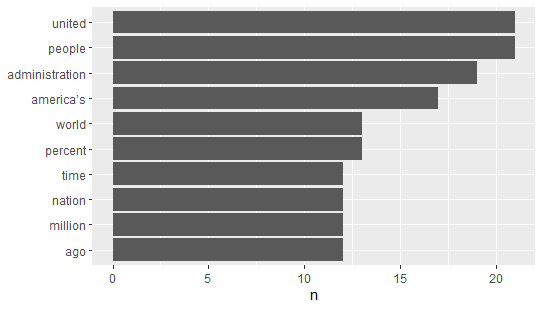 united
people
administration
america's
world
percent
time
nation
million
ago
0 5 10 15 20
n